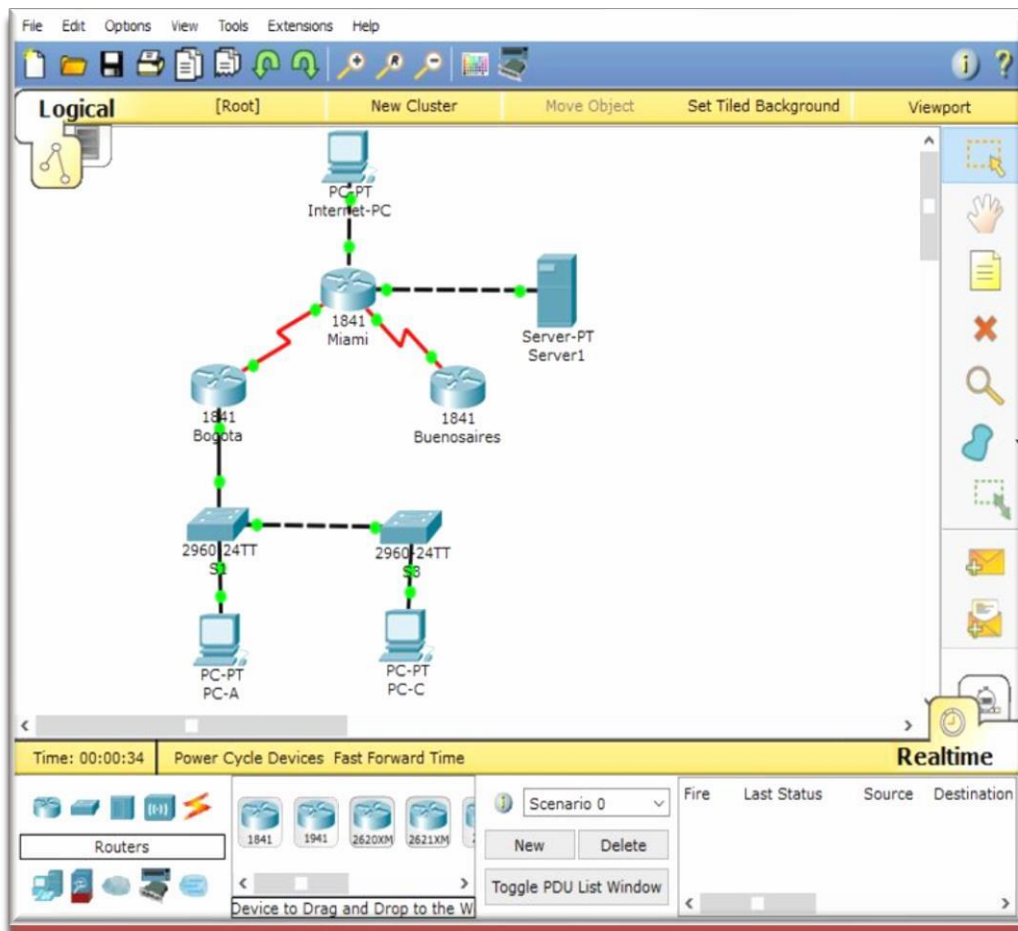 File Edit Options View Tools Extensions Help
Logical [Root] New Cluster Move Object Set Tiled Background Viewport
PC-PT
Internet-PC
1841
Miami
Server-PT
Server1
1841
Bogota
1841
Buenosaires
2960-24TT
S1
2960-24TT
S3
PC-PT
PC-A
PC-PT
PC-C
Time: 00:00:34 Power Cycle Devices Fast Forward Time Realtime
Routers
1841 1941 2620XM 2621XM
Device to Drag and Drop to the W
Scenario 0
New Delete
Toggle PDU List Window
Fire Last Status Source Destination